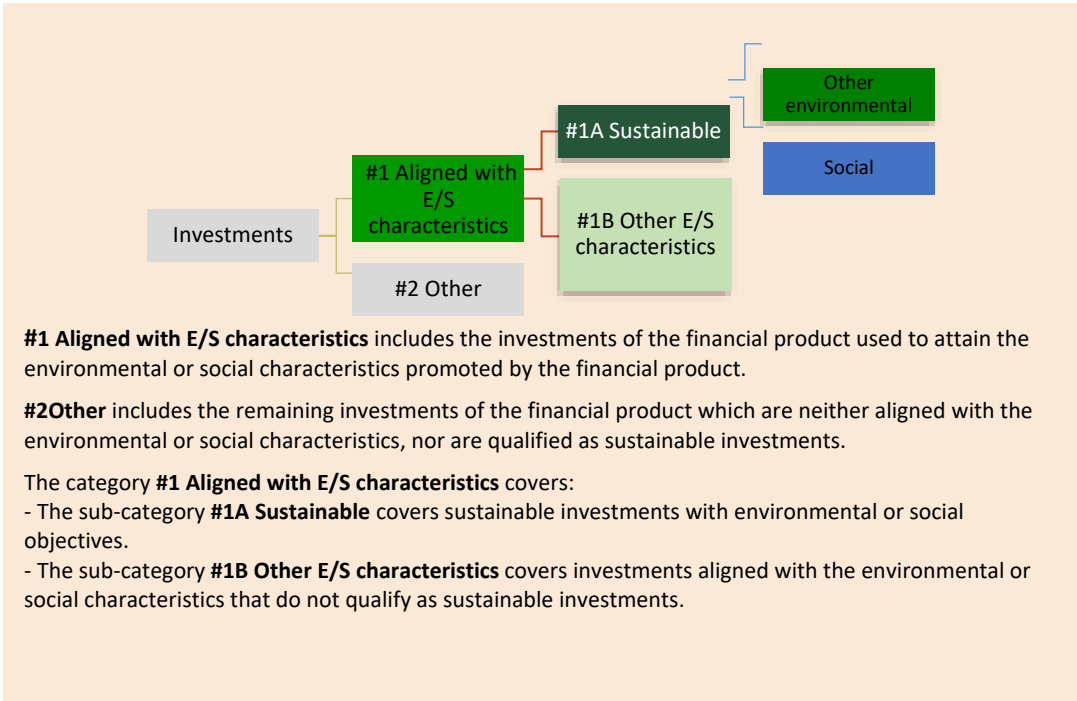 Other
environmental
#1A Sustainable
Social
#1 Aligned with
E/S
characteristics
#1B Other E/S
characteristics
Investments
#2 Other
#1 Aligned with E/S characteristics includes the investments of the financial product used to attain the
environmental or social characteristics promoted by the financial product.
#2Other includes the remaining investments of the financial product which are neither aligned with the
environmental or social characteristics, nor are qualified as sustainable investments.
The category #1 Aligned with E/S characteristics covers:
- The sub-category #1A Sustainable covers sustainable investments with environmental or social
objectives.
- The sub-category #1B Other E/S characteristics covers investments aligned with the environmental or
social characteristics that do not qualify as sustainable investments.